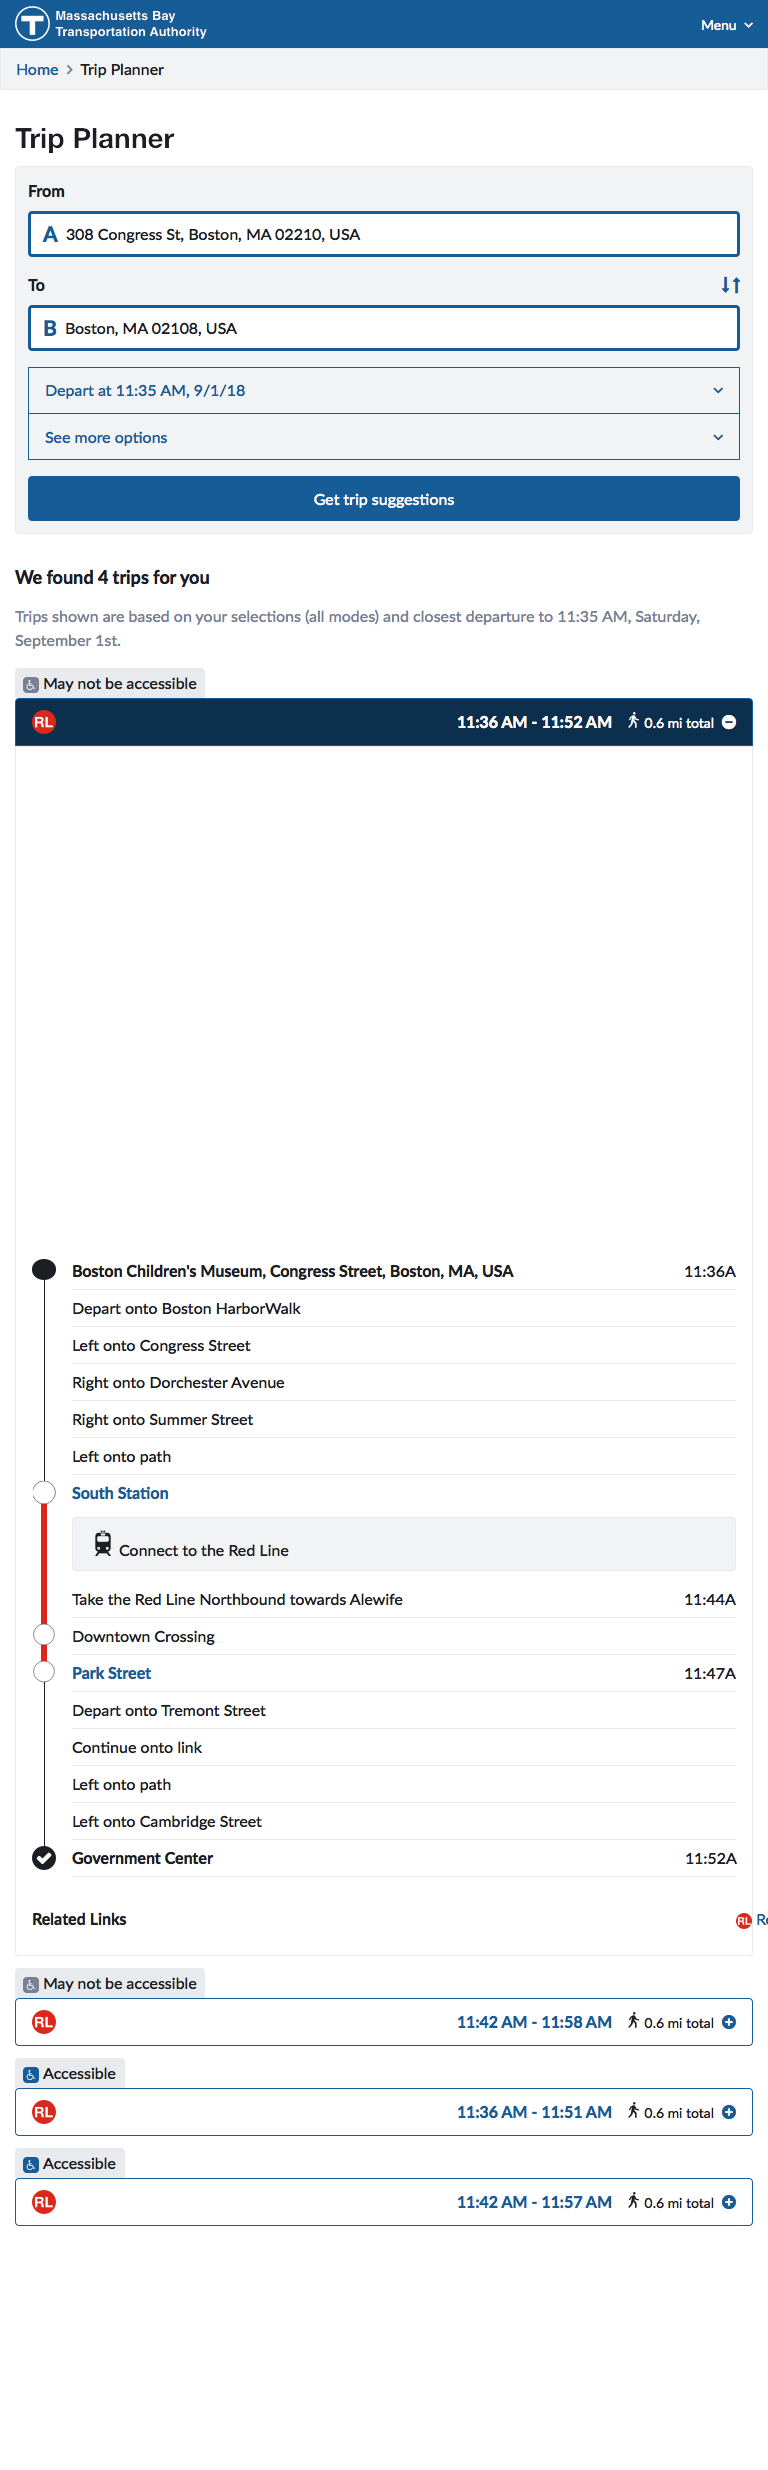 Massachusetts Bay
Transportation Authority
Menu
Home > Trip Planner
Trip Planner
From
A 308 Congress St, Boston, MA 02210, USA
To
B Boston, MA 02108, USA
Depart at 11:35 AM, 9/1/18
See more options
Get trip suggestions
We found 4 trips for you
Trips shown are based on your selections (all modes) and closest departure to 11:35 AM, Saturday,
September 1st.
May not be accessible
RL 11:36 AM - 11:52 AM 0.6 mi total
Boston Children's Museum, Congress Street, Boston, MA, USA 11:36A
Depart onto Boston HarborWalk
Left onto Congress Street
Right onto Dorchester Avenue
Right onto Summer Street
Left onto path
South Station
Connect to the Red Line
Take the Red Line Northbound towards Alewife 11:44A
Downtown Crossing
Park Street 11:47A
Depart onto Tremont Street
Continue onto link
Left onto path
Left onto Cambridge Street
Government Center 11:52A
Related Links RL
May not be accessible
RL 11:42 AM - 11:58 AM 0.6 mi total
Accessible
RL 11:36 AM - 11:51 AM 0.6 mi total
Accessible
RL 11:42 AM - 11:57 AM 0.6 mi total